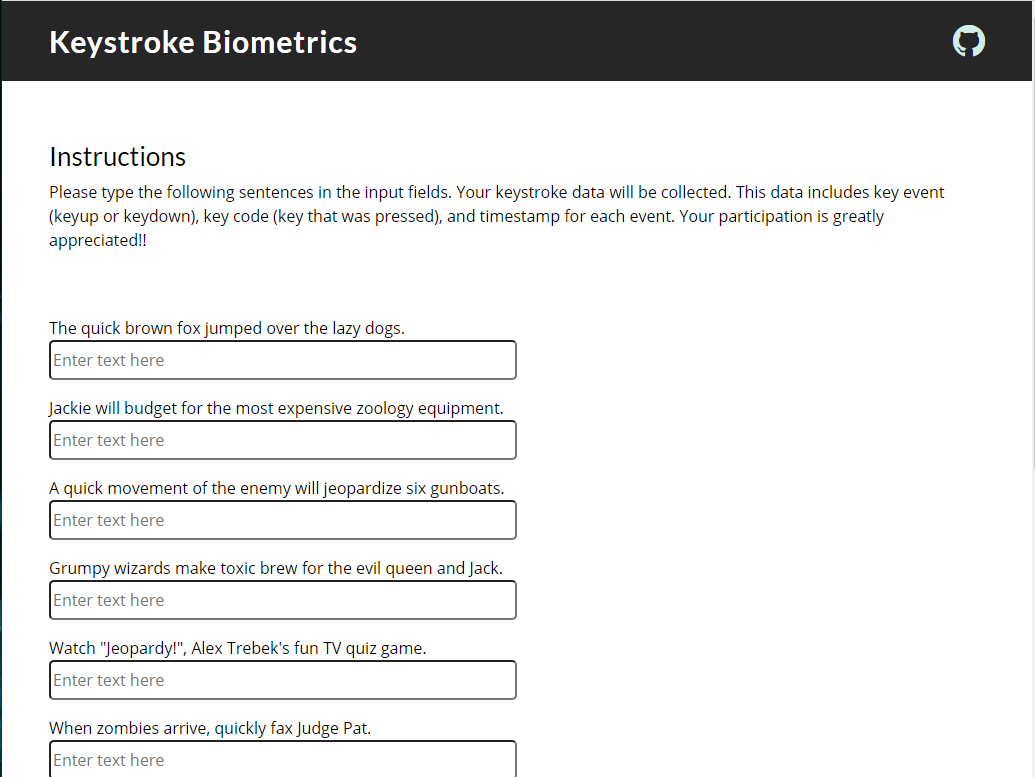 Keystroke Biometrics
Instructions
Please type the following sentences in the input fields. Your keystroke data will be collected. This data includes key event
(keyup or keydown), key code (key that was pressed), and timestamp for each event. Your participation is greatly
appreciated!!
The quick brown fox jumped over the lazy dogs.
Enter text here
Jackie will budget for the most expensive zoology equipment.
Enter text here
A quick movement of the enemy will jeopardize six gunboats.
Enter text here
Grumpy wizards make toxic brew for the evil queen and Jack.
Enter text here
Watch "Jeopardy!", Alex Trebek's fun TV quiz game.
Enter text here
When zombies arrive, quickly fax Judge Pat.
Enter text here